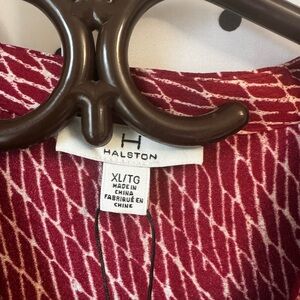 H
HALSTON
XL/TG
MADE IN
CHINA
FABRIQUÉ EN
CHINE